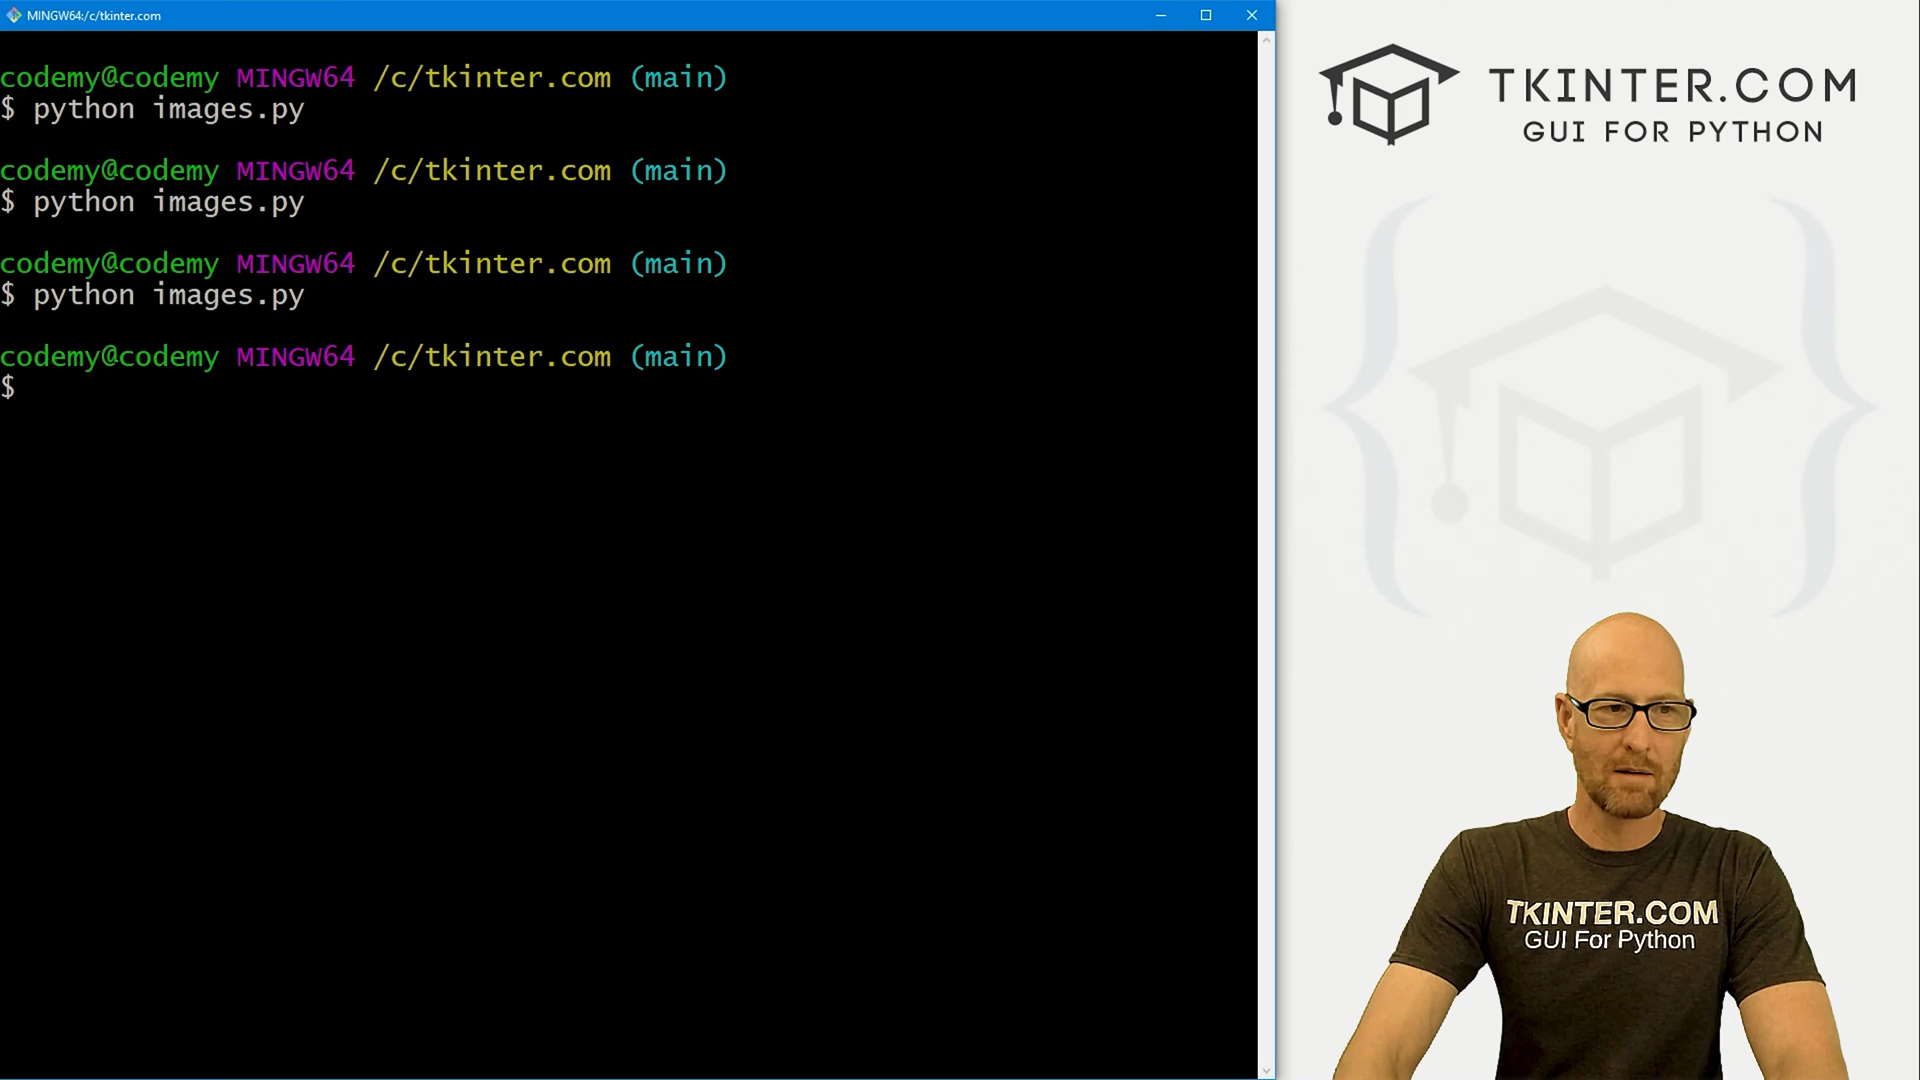 MINGW64:/c/tkinter.com
codemy@codemy MINGW64 /c/tkinter.com (main)
$ python images.py
codemy@codemy MINGW64 /c/tkinter.com (main)
$ python images.py
codemy@codemy MINGW64 /c/tkinter.com (main)
$ python images.py
codemy@codemy MINGW64 /c/tkinter.com (main)
$
TKINTER.COM
GUI FOR PYTHON
TKINTER.COM
GUI For Python